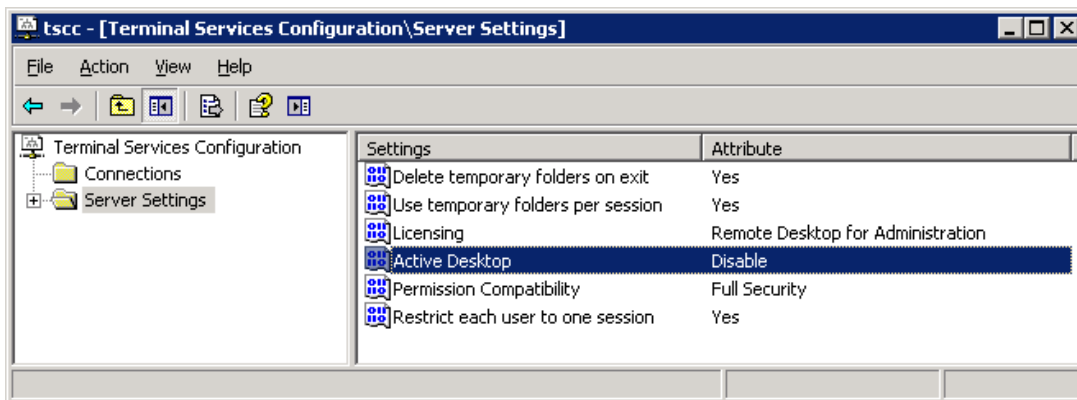 tscc - [Terminal Services Configuration\Server Settings]
File Action View Help
Terminal Services Configuration
Connections
Server Settings
Settings Attribute
Delete temporary folders on exit Yes
Use temporary folders per session Yes
Licensing Remote Desktop for Administration
Active Desktop Disable
Permission Compatibility Full Security
Restrict each user to one session Yes